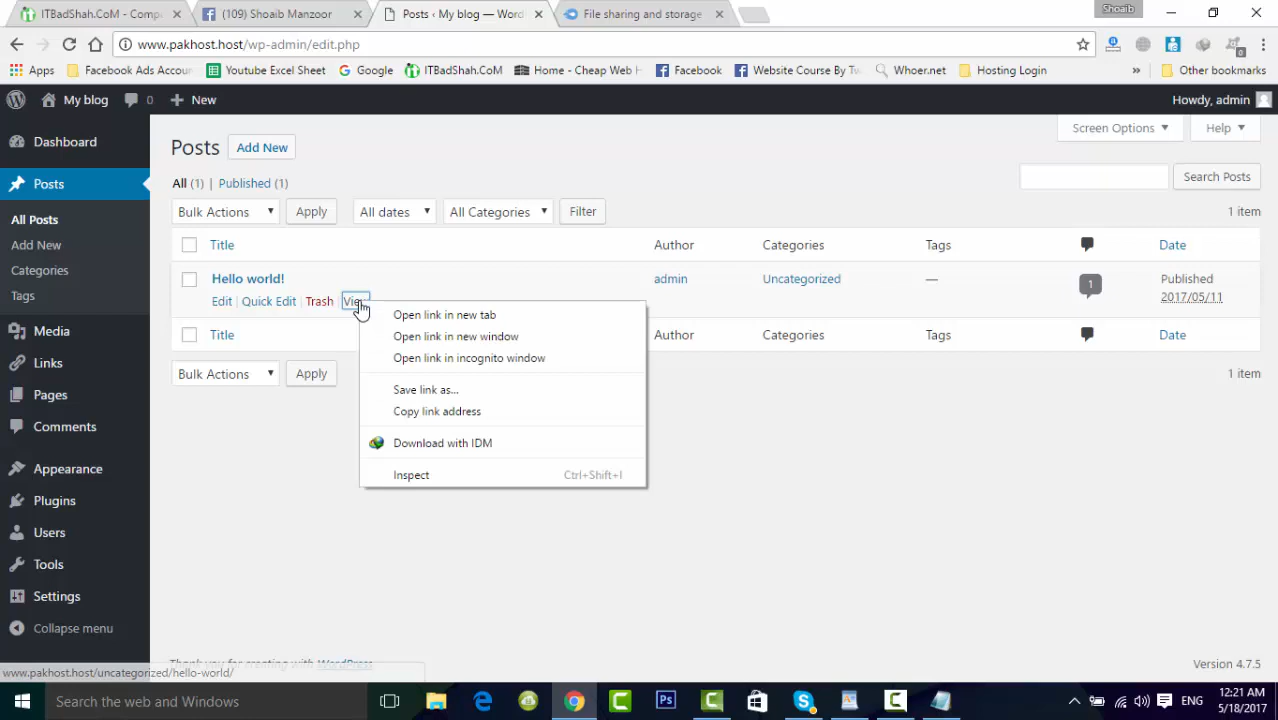 ITBadShah.CoM - Comp
(109) Shoaib Manzoor
Posts ‹ My blog — Word
File sharing and storage
Shoaib
www.pakhost.host/wp-admin/edit.php
Apps
Facebook Ads Accoun
Youtube Excel Sheet
Google
ITBadShah.CoM
Home - Cheap Web H
Facebook
Website Course By Tw
Whoer.net
Hosting Login
»
Other bookmarks
My blog
0
New
Howdy, admin
Dashboard
Posts
All Posts
Add New
Categories
Tags
Media
Links
Pages
Comments
Appearance
Plugins
Users
Tools
Settings
Collapse menu
Screen Options
Help
Posts
Add New
All (1) | Published (1)
Search Posts
Bulk Actions
Apply
All dates
All Categories
Filter
1 item
Title
Author
Categories
Tags
Date
Hello world!
admin
Uncategorized
—
1
Published
2017/05/11
Edit | Quick Edit | Trash | View
Title
Author
Categories
Tags
Date
Bulk Actions
Apply
1 item
Open link in new tab
Open link in new window
Open link in incognito window
Save link as...
Copy link address
Download with IDM
Inspect
Ctrl+Shift+I
Thank you for creating with WordPress
Version 4.7.5
www.pakhost.host/uncategorized/hello-world/
Search the web and Windows
ENG
12:21 AM
5/18/2017